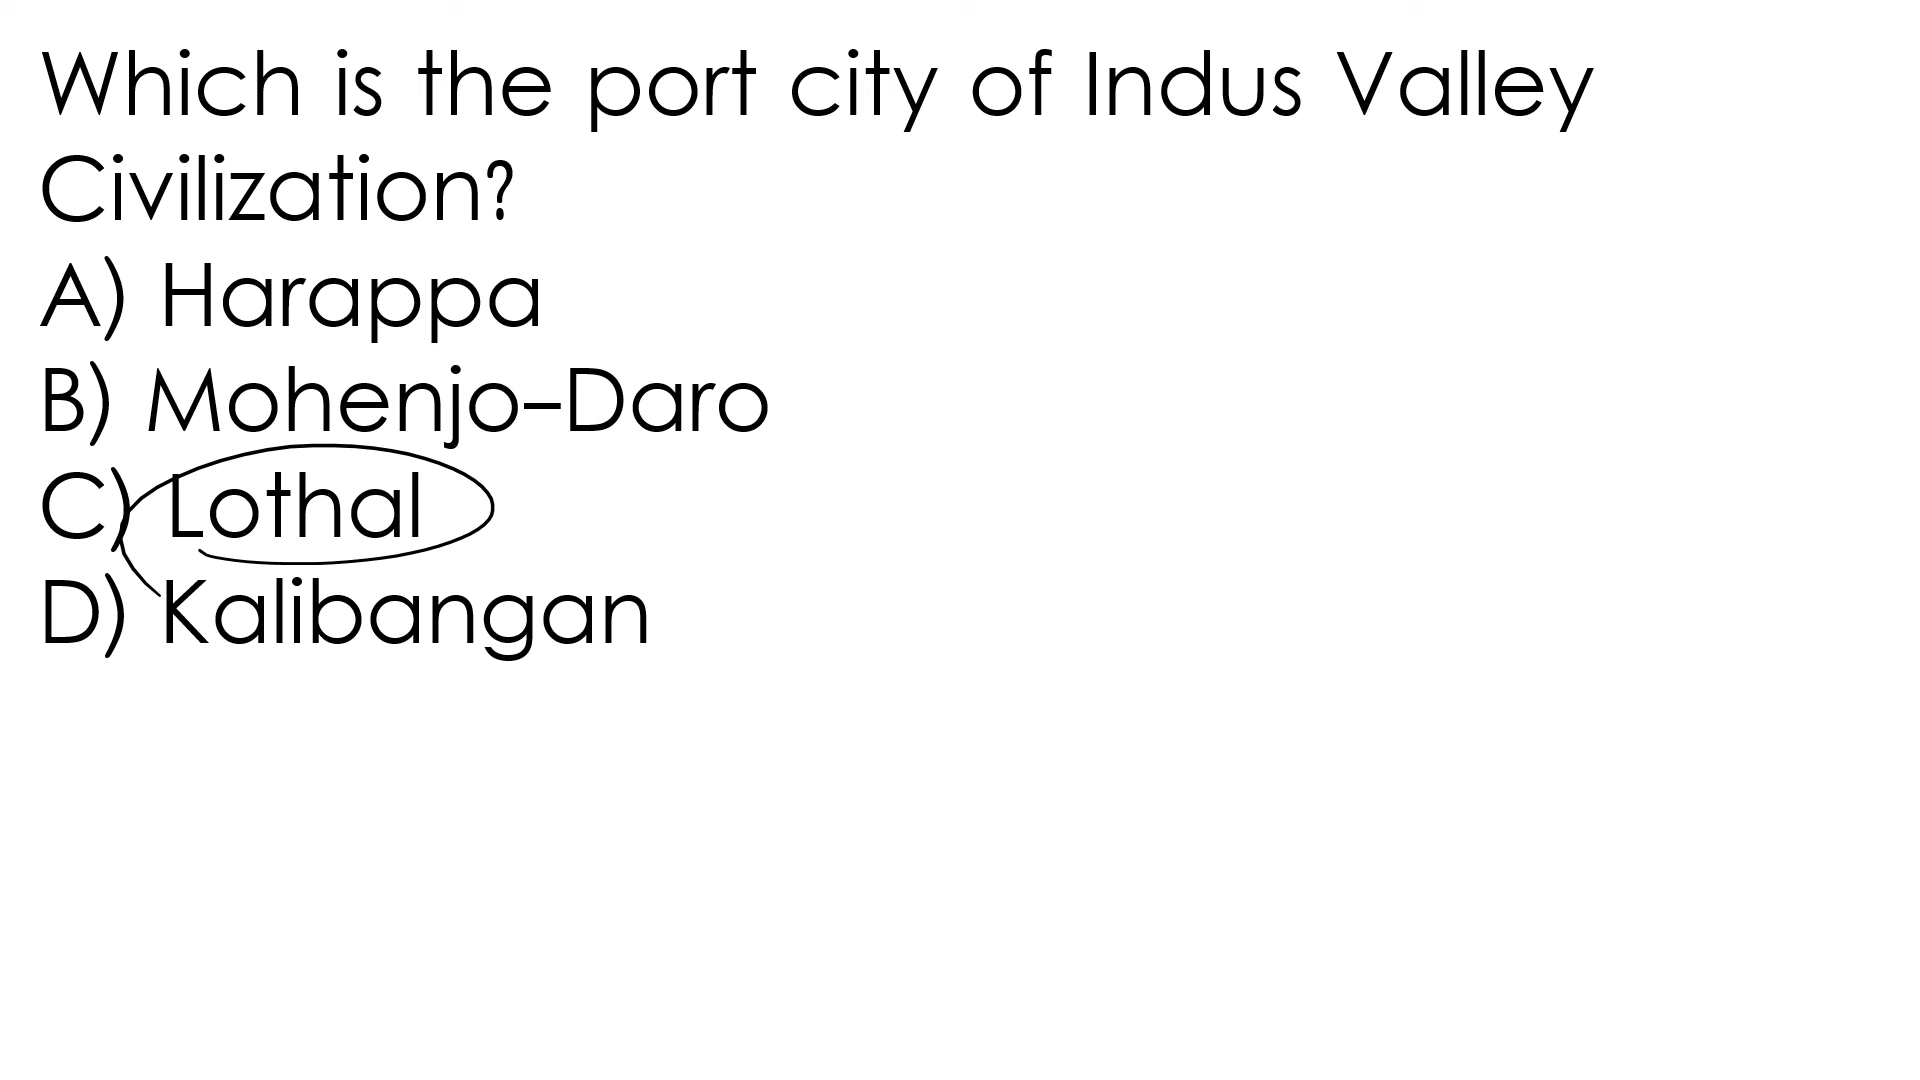 Which is the port city of Indus Valley
Civilization?
A) Harappa
B) Mohenjo–Daro
C) Lothal
D) Kalibangan